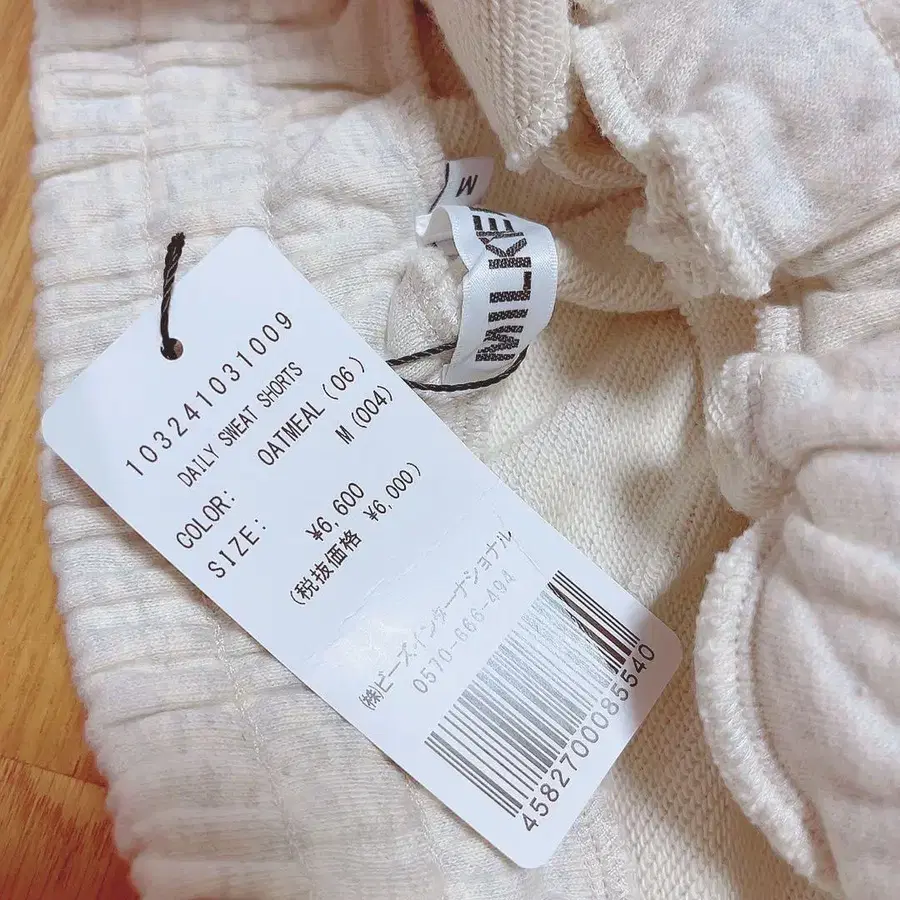 M
MILKFE
103241031009
DAILY SWEAT SHORTS
COLOR: OATMEAL (06)
SIZE: M (004)
¥6,600
(税抜価格 ¥6,000)
㈱ビーズインターナショナル
0570-666-494
4582700085540